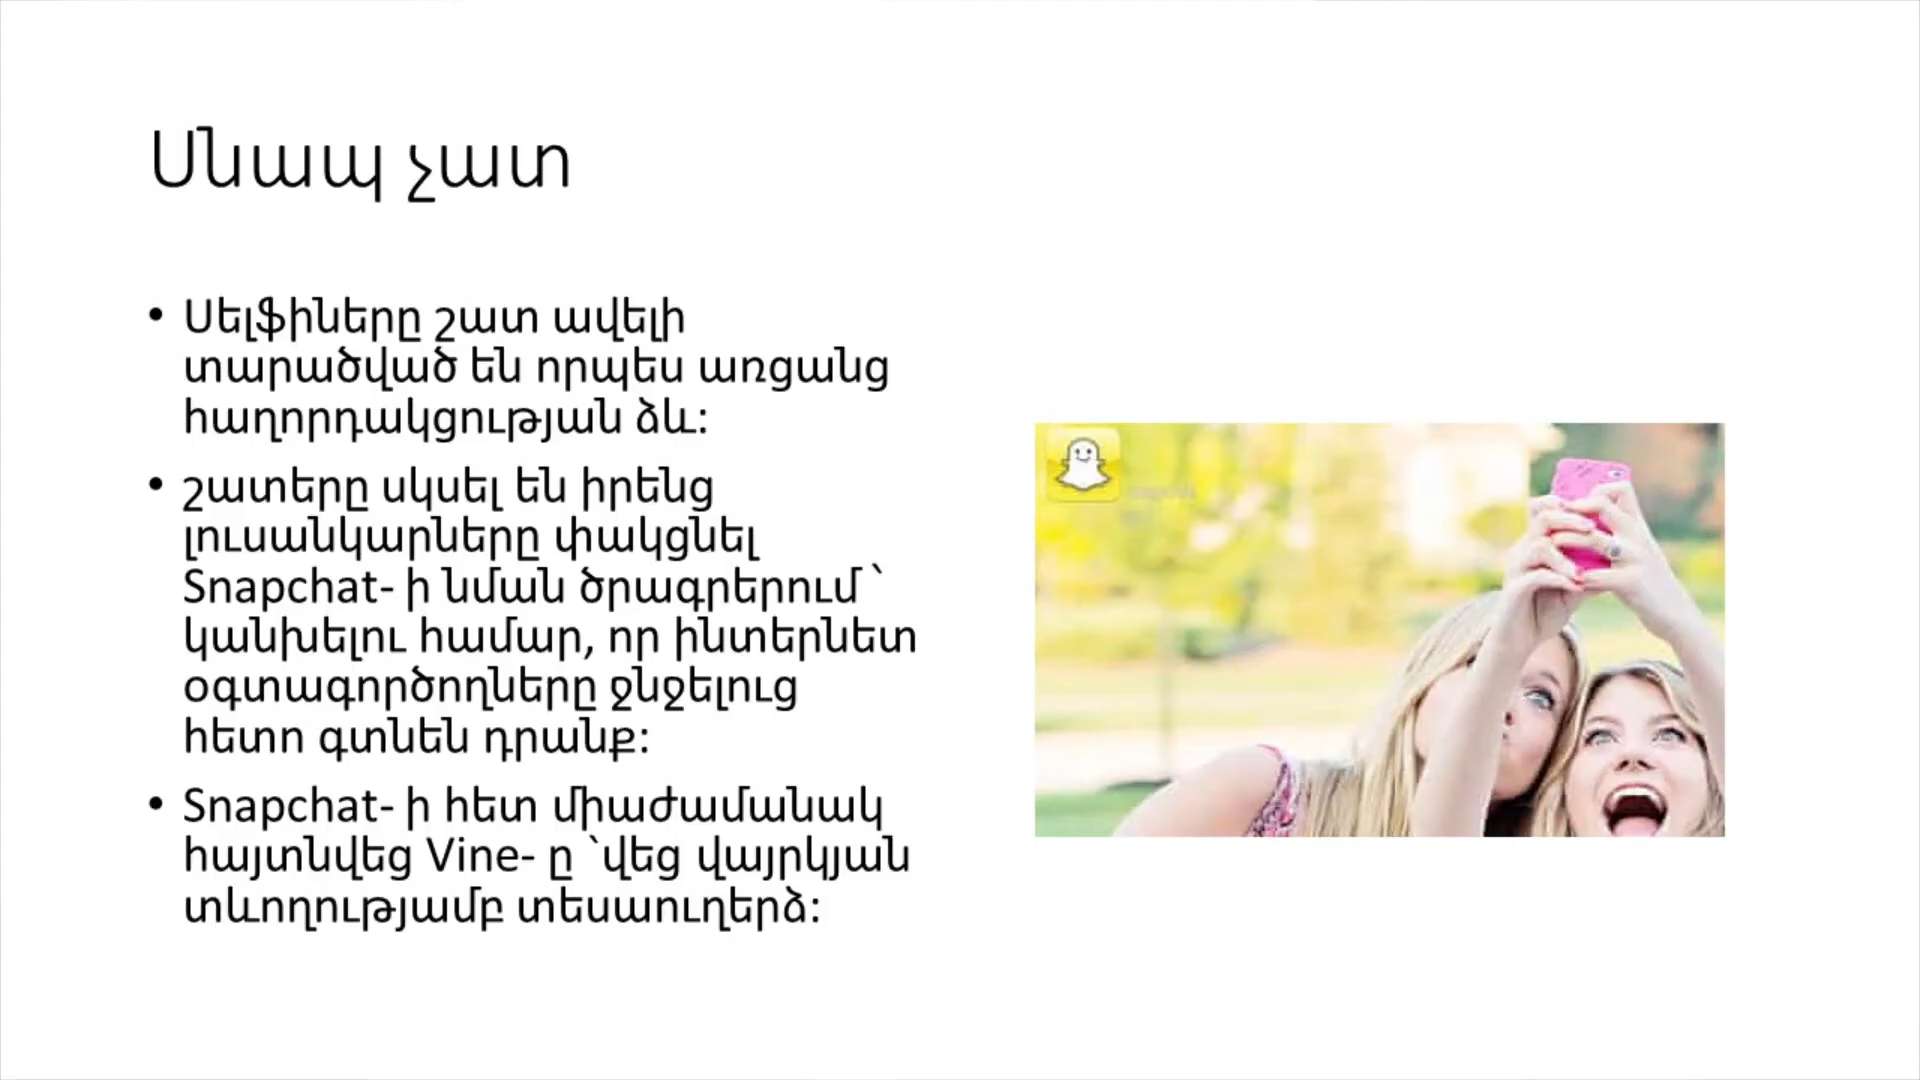 Սնապ չատ
• Սելֆիները շատ ավելի
տարածված են որպես առցանց
հաղորդակցության ձև:
• շատերը սկսել են իրենց
լուսանկարները փակցնել
Snapchat- ի նման ծրագրերում `
կանխելու համար, որ ինտերնետ
օգտագործողները ջնջելուց
հետո գտնեն դրանք:
• Snapchat- ի հետ միաժամանակ
հայտնվեց Vine- ը `վեց վայրկյան
տևողությամբ տեսաուղերձ: